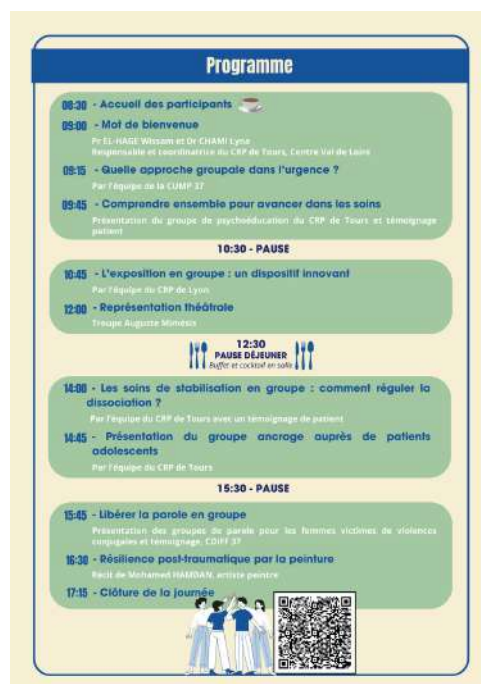 Programme
08:30 - Accueil des participants
09:00 - Mot de bienvenue
Pr EL-HAGE Wissam et Dr CHAMI Lyna
Responsable et coordinatrice du CRP de Tours, Centre Val de Loire
09:15 - Quelle approche groupale dans l'urgence ?
Par l'équipe de la CUMP 37
09:45 - Comprendre ensemble pour avancer dans les soins
Présentation du groupe de psychoéducation du CRP de Tours et témoignage
patient
10:30 - PAUSE
10:45 - L'exposition en groupe : un dispositif innovant
Par l'équipe du CRP de Lyon
12:00 - Représentation théâtrale
Troupe Auguste Mimésis
12:30
PAUSE DÉJEUNER
Buffet et cocktail en salle
14:00 - Les soins de stabilisation en groupe : comment réguler la
dissociation ?
Par l'équipe du CRP de Tours avec un témoignage de patient
14:45 - Présentation du groupe ancrage auprès de patients
adolescents
Par l'équipe du CRP de Tours
15:30 - PAUSE
15:45 - Libérer la parole en groupe
Présentation des groupes de parole pour les femmes victimes de violences
conjugales et témoignage, CDIFF 37
16:30 - Résilience post-traumatique par la peinture
Récit de Mohamed HAMDAN, artiste peintre
17:15 - Clôture de la journée